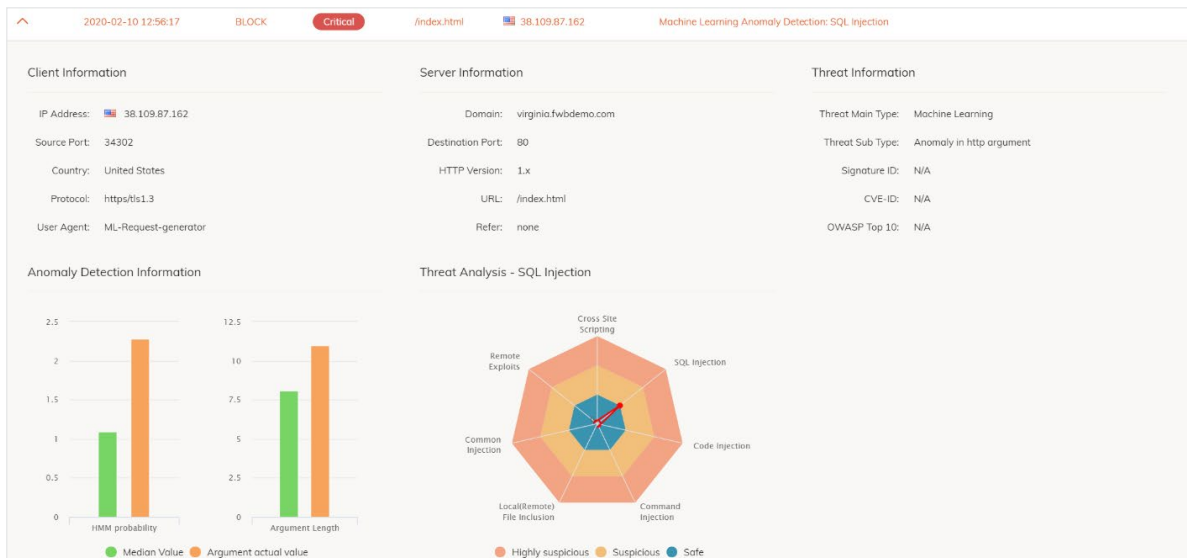 2020-02-10 12:56:17 BLOCK Critical /index.html 38.109.87.162 Machine Learning Anomaly Detection: SQL Injection
Client Information
IP Address: 38.109.87.162
Source Port: 34302
Country: United States
Protocol: https/tls1.3
User Agent: ML-Request-generator
Server Information
Domain: virginia.fwbdemo.com
Destination Port: 80
HTTP Version: 1.x
URL: /index.html
Refer: none
Threat Information
Threat Main Type: Machine Learning
Threat Sub Type: Anomaly in http argument
Signature ID: N/A
CVE-ID: N/A
OWASP Top 10: N/A
Anomaly Detection Information
2.5
2
1.5
1
0.5
0
HMM probability
12.5
10
7.5
5
2.5
0
Argument Length
Median Value Argument actual value
Threat Analysis - SQL Injection
Cross Site
Scripting
SQL Injection
Code Injection
Command
Injection
Local(Remote)
File Inclusion
Common
Injection
Remote
Exploits
Highly suspicious Suspicious Safe